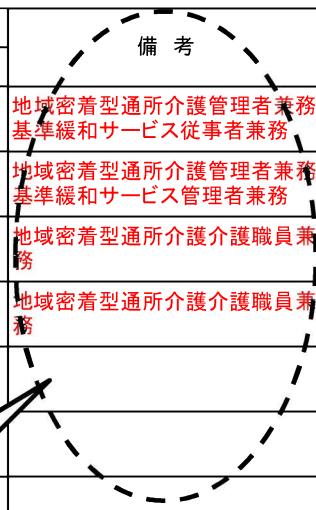 備考
地域密着型通所介護管理者兼務
基準緩和サービス従事者兼務
地域密着型通所介護管理者兼務
基準緩和サービス管理者兼務
地域密着型通所介護介護職員兼
務
地域密着型通所介護介護職員兼
務